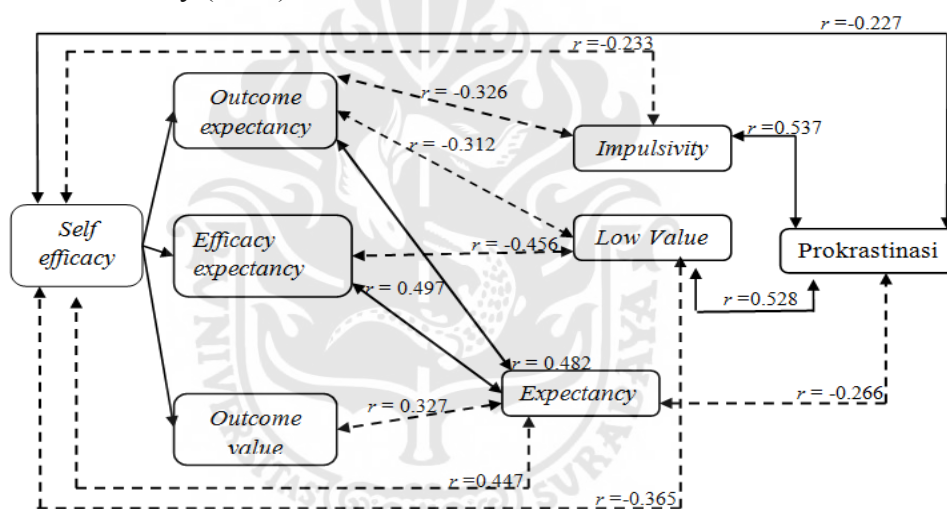 r =-0.227
r =-0.233
Outcome
expectancy
r = -0.326
r =0.537
r = -0.312
Impulsivity
Self
efficacy
Efficacy
expectancy
r = -0.456
Low Value
Prokrastinasi
r = 0.497
r =0.528
r = 0.482
Outcome
value
r = 0.327
Expectancy
r = -0.266
r =0.447
r =-0.365
SURABAYA